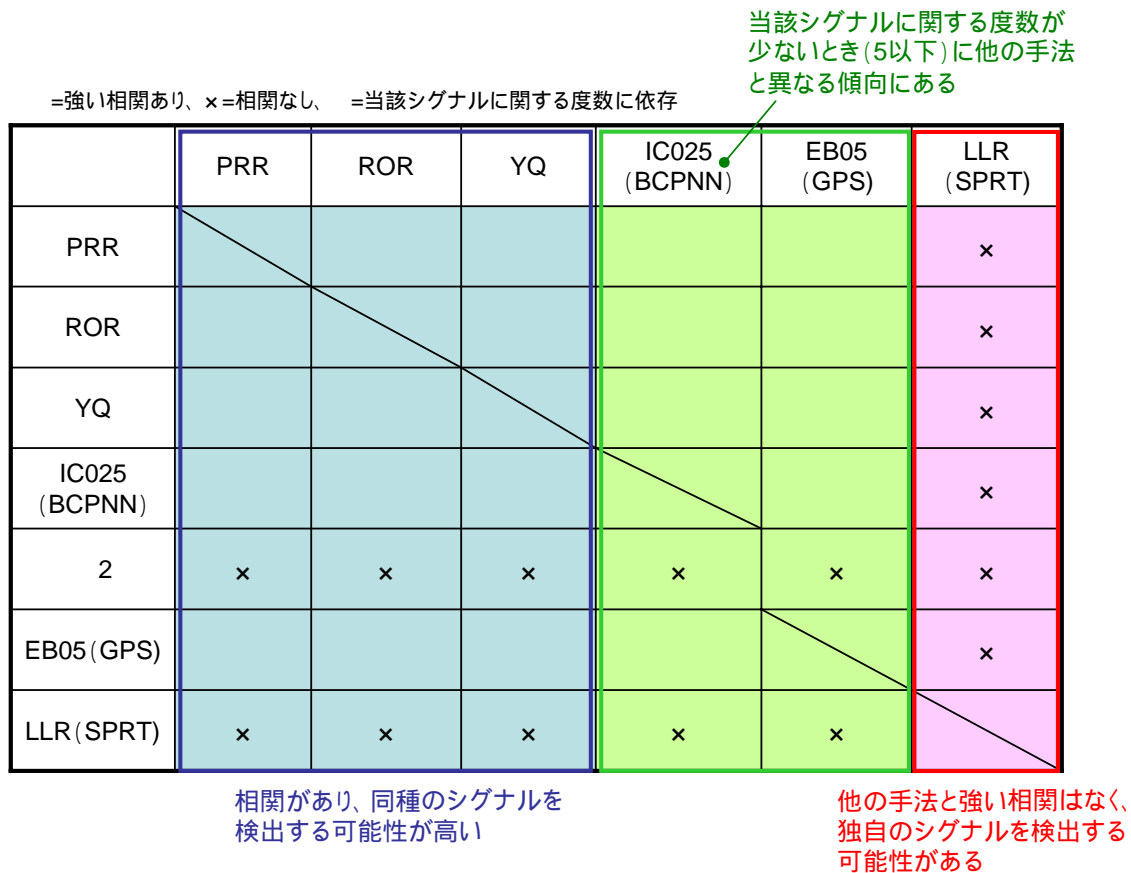 当該シグナルに関する度数が
少ないとき(5以下)に他の手法
と異なる傾向にある
=強い相関あり、×=相関なし、 =当該シグナルに関する度数に依存
PRR ROR YQ IC025 EB05 LLR
(BCPNN) (GPS) (SPRT)
PRR ×
ROR ×
YQ ×
IC025
(BCPNN) ×
2 × × × × × ×
EB05(GPS) ×
LLR(SPRT) × × × × ×
相関があり、同種のシグナルを
検出する可能性が高い
他の手法と強い相関はなく、
独自のシグナルを検出する
可能性がある